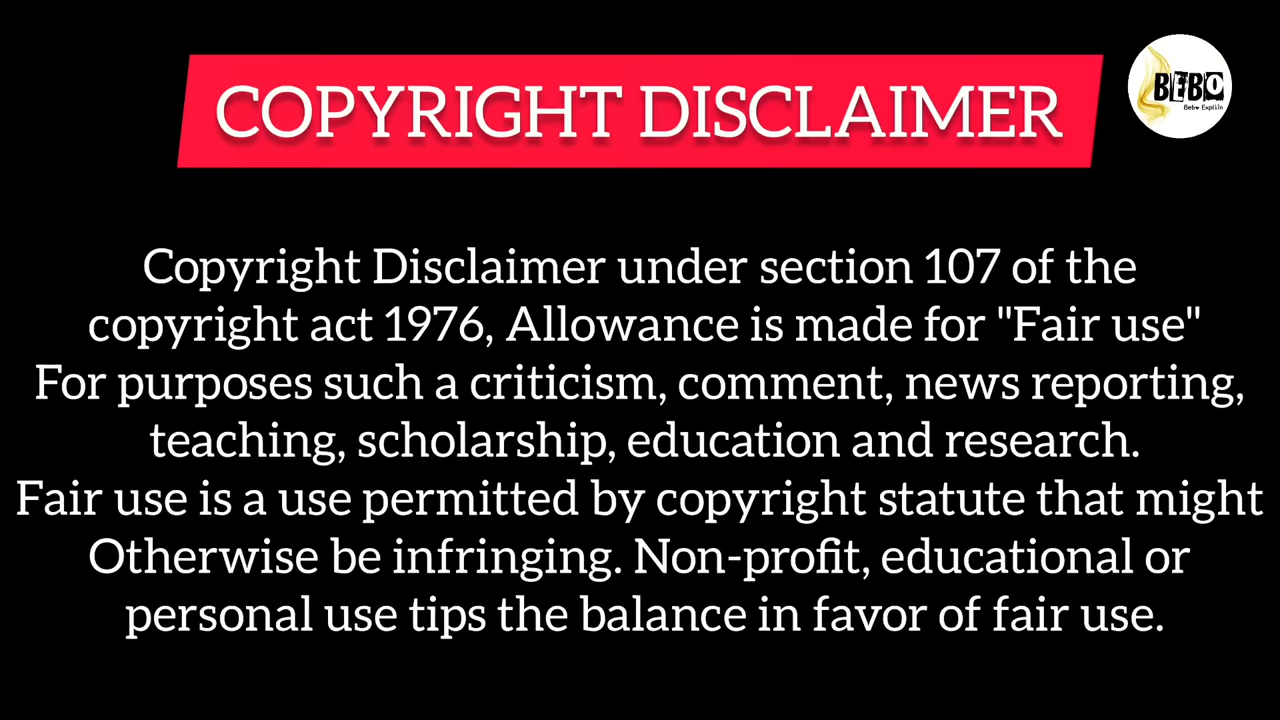 COPYRIGHT DISCLAIMER
BEBO
Bebo Explin
Copyright Disclaimer under section 107 of the
copyright act 1976, Allowance is made for "Fair use"
For purposes such a criticism, comment, news reporting,
teaching, scholarship, education and research.
Fair use is a use permitted by copyright statute that might
Otherwise be infringing. Non-profit, educational or
personal use tips the balance in favor of fair use.